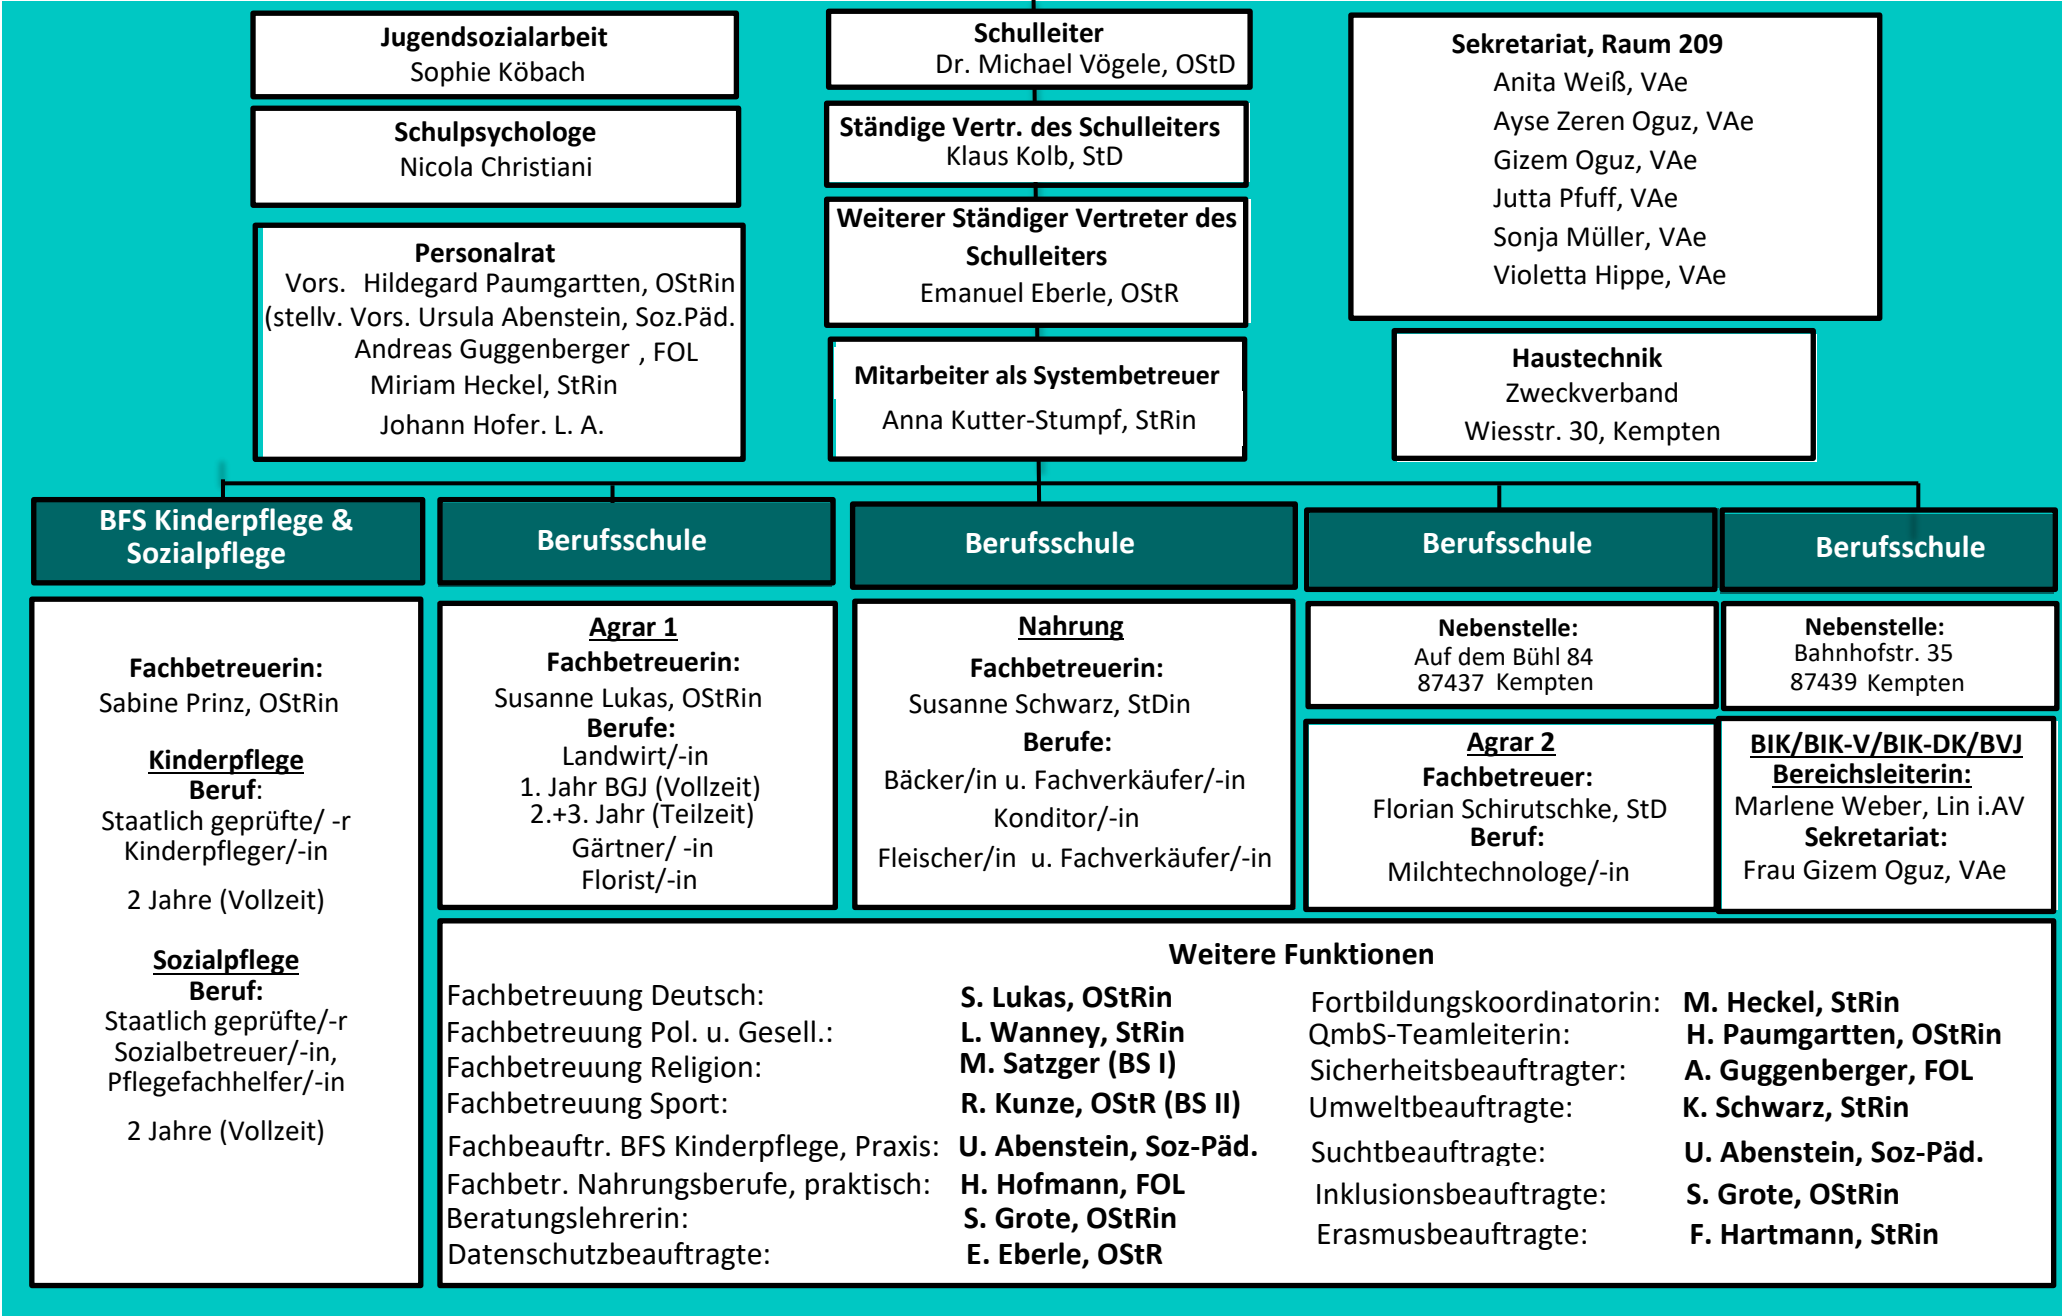 Jugendsozialarbeit
Sophie Köbach
Schulpsychologe
Nicola Christiani
Personalrat
Vors. Hildegard Paumgartten, OStRin
(stellv. Vors. Ursula Abenstein, Soz.Päd.
Andreas Guggenberger , FOL
Miriam Heckel, StRin
Johann Hofer. L. A.
Schulleiter
Dr. Michael Vögele, OStD
Ständige Vertr. des Schulleiters
Klaus Kolb, StD
Weiterer Ständiger Vertreter des
Schulleiters
Emanuel Eberle, OStR
Mitarbeiter als Systembetreuer
Anna Kutter-Stumpf, StRin
Sekretariat, Raum 209
Anita Weiß, VAe
Ayse Zeren Oguz, VAe
Gizem Oguz, VAe
Jutta Pfuff, VAe
Sonja Müller, VAe
Violetta Hippe, VAe
Haustechnik
Zweckverband
Wiesstr. 30, Kempten
BFS Kinderpflege &
Sozialpflege
Fachbetreuerin:
Sabine Prinz, OStRin
Kinderpflege
Beruf:
Staatlich geprüfte/ -r
Kinderpfleger/-in
2 Jahre (Vollzeit)
Sozialpflege
Beruf:
Staatlich geprüfte/-r
Sozialbetreuer/-in,
Pflegefachhelfer/-in
2 Jahre (Vollzeit)
Berufsschule
Agrar 1
Fachbetreuerin:
Susanne Lukas, OStRin
Berufe:
Landwirt/-in
1. Jahr BGJ (Vollzeit)
2.+3. Jahr (Teilzeit)
Gärtner/ -in
Florist/-in
Berufsschule
Nahrung
Fachbetreuerin:
Susanne Schwarz, StDin
Berufe:
Bäcker/in u. Fachverkäufer/-in
Konditor/-in
Fleischer/in u. Fachverkäufer/-in
Berufsschule
Nebenstelle:
Auf dem Bühl 84
87437 Kempten
Agrar 2
Fachbetreuer:
Florian Schirutschke, StD
Beruf:
Milchtechnologe/-in
Berufsschule
Nebenstelle:
Bahnhofstr. 35
87439 Kempten
BIK/BIK-V/BIK-DK/BVJ
Bereichsleiterin:
Marlene Weber, Lin i.AV
Sekretariat:
Frau Gizem Oguz, VAe
Weitere Funktionen
Fachbetreuung Deutsch: S. Lukas, OStRin
Fachbetreuung Pol. u. Gesell.: L. Wanney, StRin
Fachbetreuung Religion: M. Satzger (BS I)
Fachbetreuung Sport: R. Kunze, OStR (BS II)
Fachbeauftr. BFS Kinderpflege, Praxis: U. Abenstein, Soz-Päd.
Fachbetr. Nahrungsberufe, praktisch: H. Hofmann, FOL
Beratungslehrerin: S. Grote, OStRin
Datenschutzbeauftragte: E. Eberle, OStR
Fortbildungskoordinatorin: M. Heckel, StRin
QmbS-Teamleiterin: H. Paumgartten, OStRin
Sicherheitsbeauftragter: A. Guggenberger, FOL
Umweltbeauftragte: K. Schwarz, StRin
Suchtbeauftragte: U. Abenstein, Soz-Päd.
Inklusionsbeauftragte: S. Grote, OStRin
Erasmusbeauftragte: F. Hartmann, StRin